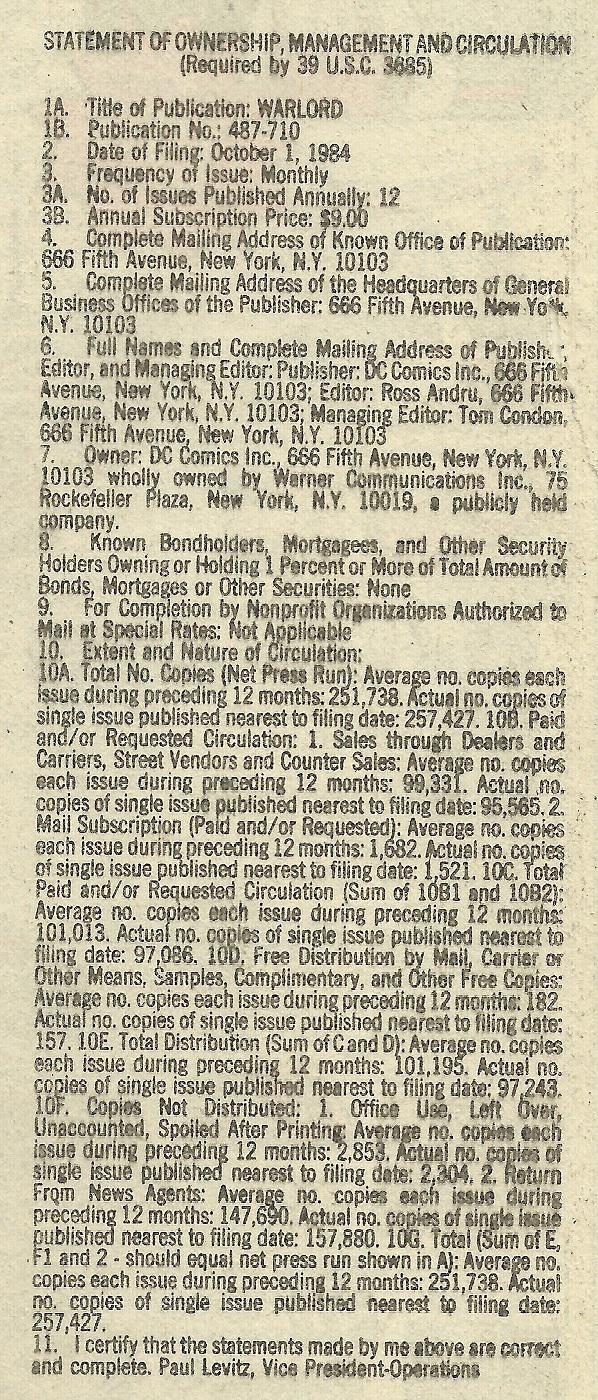 STATEMENT OF OWNERSHIP, MANAGEMENT AND CIRCULATION
(Required by 39 U.S.C. 3685)
1A. Title of Publication: WARLORD
1B. Publication No.: 487-710
2. Date of Filing: October 1, 1984
3. Frequency of Issue: Monthly
3A. No. of Issues Published Annually: 12
3B. Annual Subscription Price: $9.00
4. Complete Mailing Address of Known Office of Publication:
666 Fifth Avenue, New York, N.Y. 10103
5. Complete Mailing Address of the Headquarters of General
Business Offices of the Publisher: 666 Fifth Avenue, New York,
N.Y. 10103
6. Full Names and Complete Mailing Address of Publisher,
Editor, and Managing Editor: Publisher: DC Comics Inc., 666 Fifth
Avenue, New York, N.Y. 10103; Editor: Ross Andru, 666 Fifth
Avenue, New York, N.Y. 10103; Managing Editor: Tom Condon,
666 Fifth Avenue, New York, N.Y. 10103
7. Owner: DC Comics Inc., 666 Fifth Avenue, New York, N.Y.
10103 wholly owned by Warner Communications Inc., 75
Rockefeller Plaza, New York, N.Y. 10019, a publicly held
company.
8. Known Bondholders, Mortgagees, and Other Security
Holders Owning or Holding 1 Percent or More of Total Amount of
Bonds, Mortgages or Other Securities: None
9. For Completion by Nonprofit Organizations Authorized to
Mail at Special Rates: Not Applicable
10. Extent and Nature of Circulation:
10A. Total No. Copies (Net Press Run): Average no. copies each
issue during preceding 12 months: 251,738. Actual no. copies of
single issue published nearest to filing date: 257,427. 10B. Paid
and/or Requested Circulation: 1. Sales through Dealers and
Carriers, Street Vendors and Counter Sales: Average no. copies
each issue during preceding 12 months: 99,331. Actual no.
copies of single issue published nearest to filing date: 95,565. 2.
Mail Subscription (Paid and/or Requested): Average no. copies
each issue during preceding 12 months: 1,682. Actual no. copies
of single issue published nearest to filing date: 1,521. 10C. Total
Paid and/or Requested Circulation (Sum of 10B1 and 10B2):
Average no. copies each issue during preceding 12 months:
101,013. Actual no. copies of single issue published nearest to
filing date: 97,086. 10D. Free Distribution by Mail, Carrier or
Other Means, Samples, Complimentary, and Other Free Copies:
Average no. copies each issue during preceding 12 months: 182.
Actual no. copies of single issue published nearest to filing date:
157. 10E. Total Distribution (Sum of C and D): Average no. copies
each issue during preceding 12 months: 101,195. Actual no.
copies of single issue published nearest to filing date: 97,243.
10F. Copies Not Distributed: 1. Office Use, Left Over,
Unaccounted, Spoiled After Printing: Average no. copies each
issue during preceding 12 months: 2,853. Actual no. copies of
single issue published nearest to filing date: 2,304. 2. Return
From News Agents: Average no. copies each issue during
preceding 12 months: 147,690. Actual no. copies of single issue
published nearest to filing date: 157,880. 10G. Total (Sum of E,
F1 and 2 - should equal net press run shown in A): Average no.
copies each issue during preceding 12 months: 251,738. Actual
no. copies of single issue published nearest to filing date:
257,427.
11. I certify that the statements made by me above are correct
and complete. Paul Levitz, Vice President-Operations